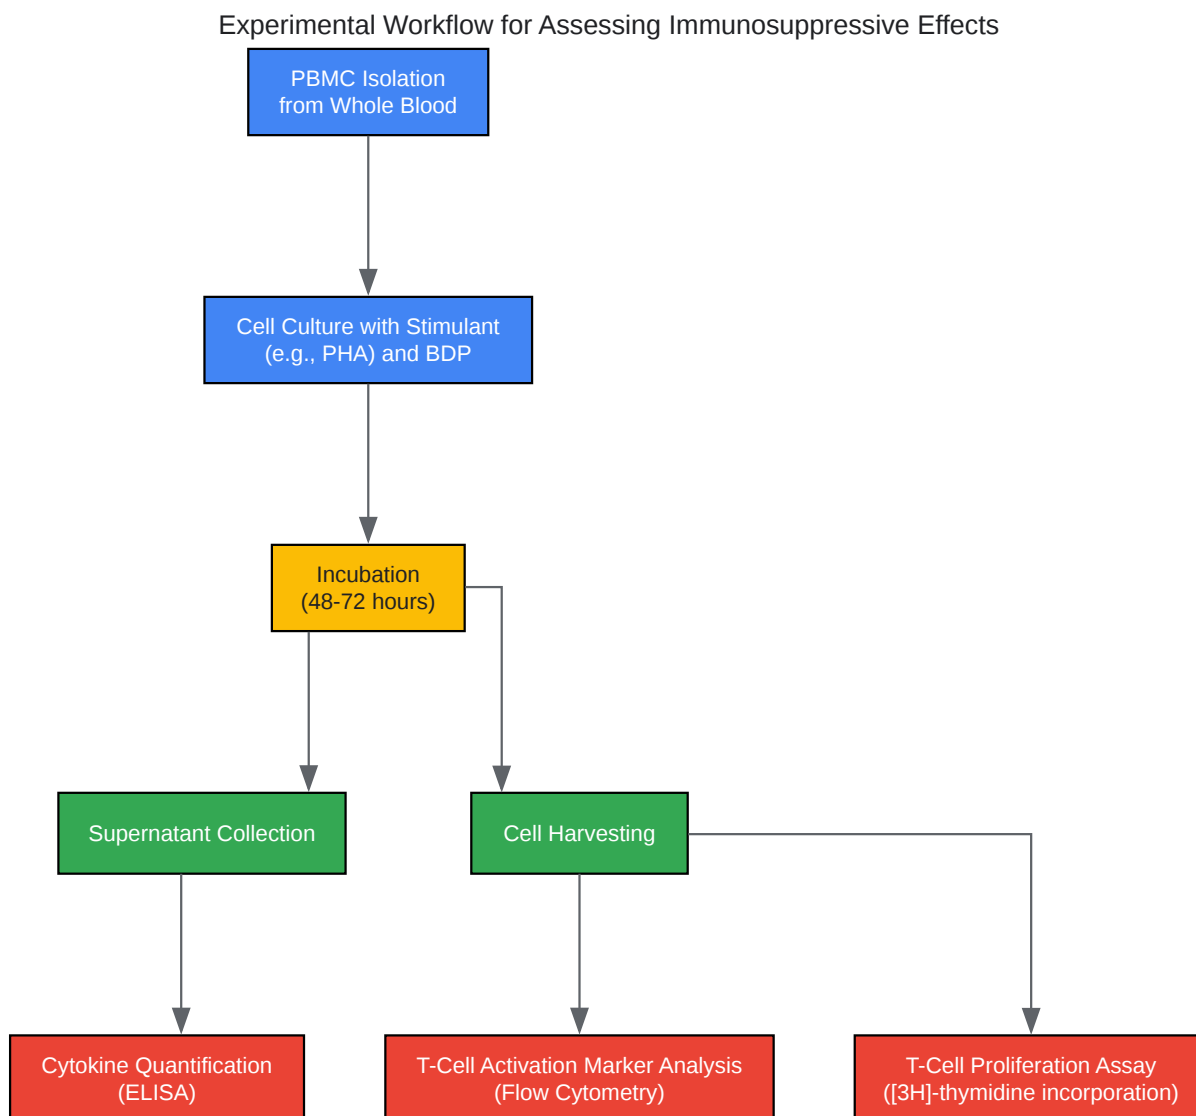 Experimental Workflow for Assessing Immunosuppressive Effects
PBMC Isolation
from Whole Blood
Cell Culture with Stimulant
(e.g., PHA) and BDP
Incubation
(48-72 hours)
Supernatant Collection
Cell Harvesting
Cytokine Quantification
(ELISA)
T-Cell Activation Marker Analysis
(Flow Cytometry)
T-Cell Proliferation Assay
([3H]-thymidine incorporation)